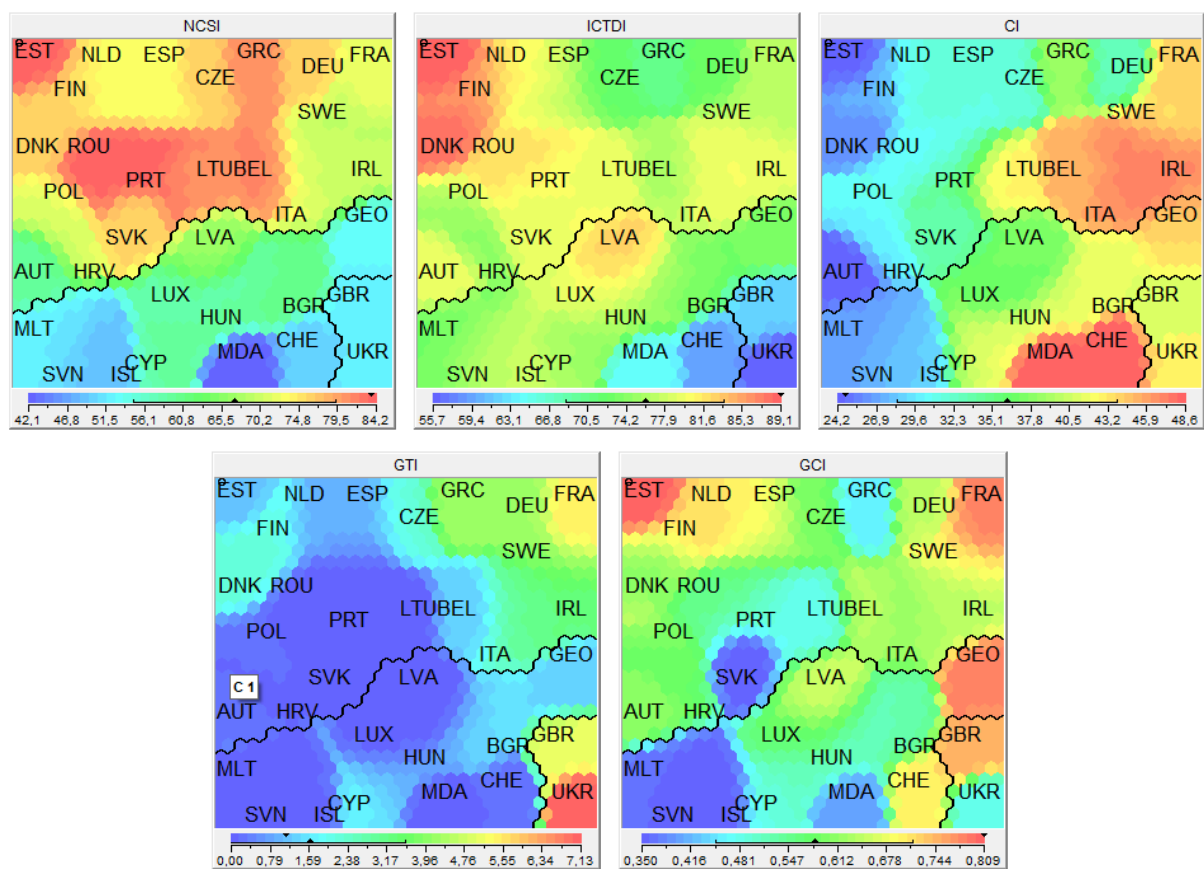 NCSI
EST NLD ESP GRC FRA
CZE DEU
FIN
SWE
DNK ROU
LTUBEL IRL
POL PRT
ITA GEO
SVK LVA
AUT HRV
LUX BGR GBR
MLT HUN
CHE
MDA UKR
SVN ISL CYP
42,1 46,8 51,5 56,1 60,8 65,5 70,2 74,8 79,5 84,2
ICTDI
EST NLD ESP GRC FRA
CZE DEU
FIN
SWE
DNK ROU
LTUBEL IRL
POL PRT
ITA GEO
SVK LVA
AUT HRV
LUX BGR GBR
MLT HUN
CHE
MDA UKR
SVN ISL CYP
55,7 59,4 63,1 66,8 70,5 74,2 77,9 81,6 85,3 89,1
CI
EST NLD ESP GRC FRA
CZE DEU
FIN
SWE
DNK ROU
LTUBEL IRL
POL PRT
ITA GEO
SVK LVA
AUT HRV
LUX BGR GBR
MLT HUN
CHE
MDA UKR
SVN ISL CYP
24,2 26,9 29,6 32,3 35,1 37,8 40,5 43,2 45,9 48,6
GTI
EST NLD ESP GRC FRA
CZE DEU
FIN
SWE
DNK ROU
LTUBEL IRL
POL PRT
ITA GEO
SVK LVA
C 1
AUT HRV
LUX BGR GBR
MLT HUN
CHE
MDA UKR
SVN ISL CYP
0,00 0,79 1,59 2,38 3,17 3,96 4,76 5,55 6,34 7,13
GCI
EST NLD ESP GRC FRA
CZE DEU
FIN
SWE
DNK ROU
LTUBEL IRL
POL PRT
ITA GEO
SVK LVA
AUT HRV
LUX BGR GBR
MLT HUN
CHE
MDA UKR
SVN ISL CYP
0,350 0,416 0,481 0,547 0,612 0,678 0,744 0,809